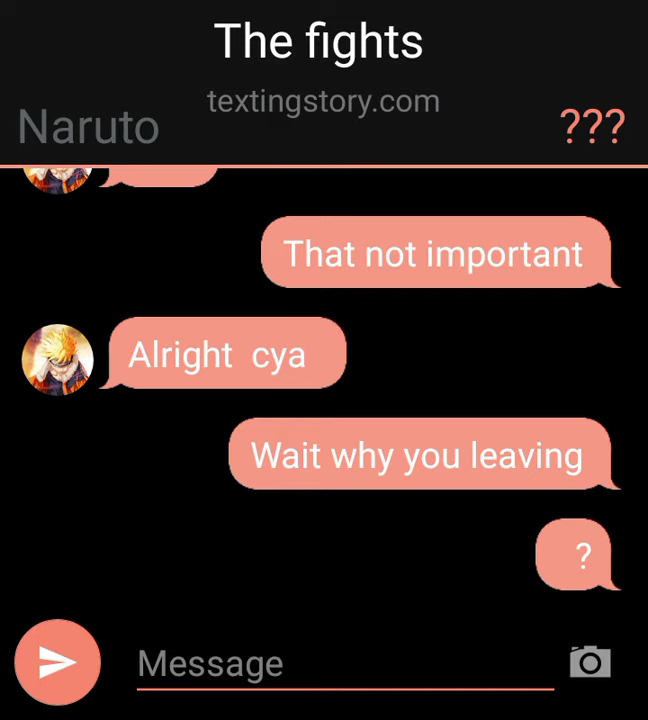 The fights
textingstory.com
Naruto
???
That not important
Alright cya
Wait why you leaving
?
Message